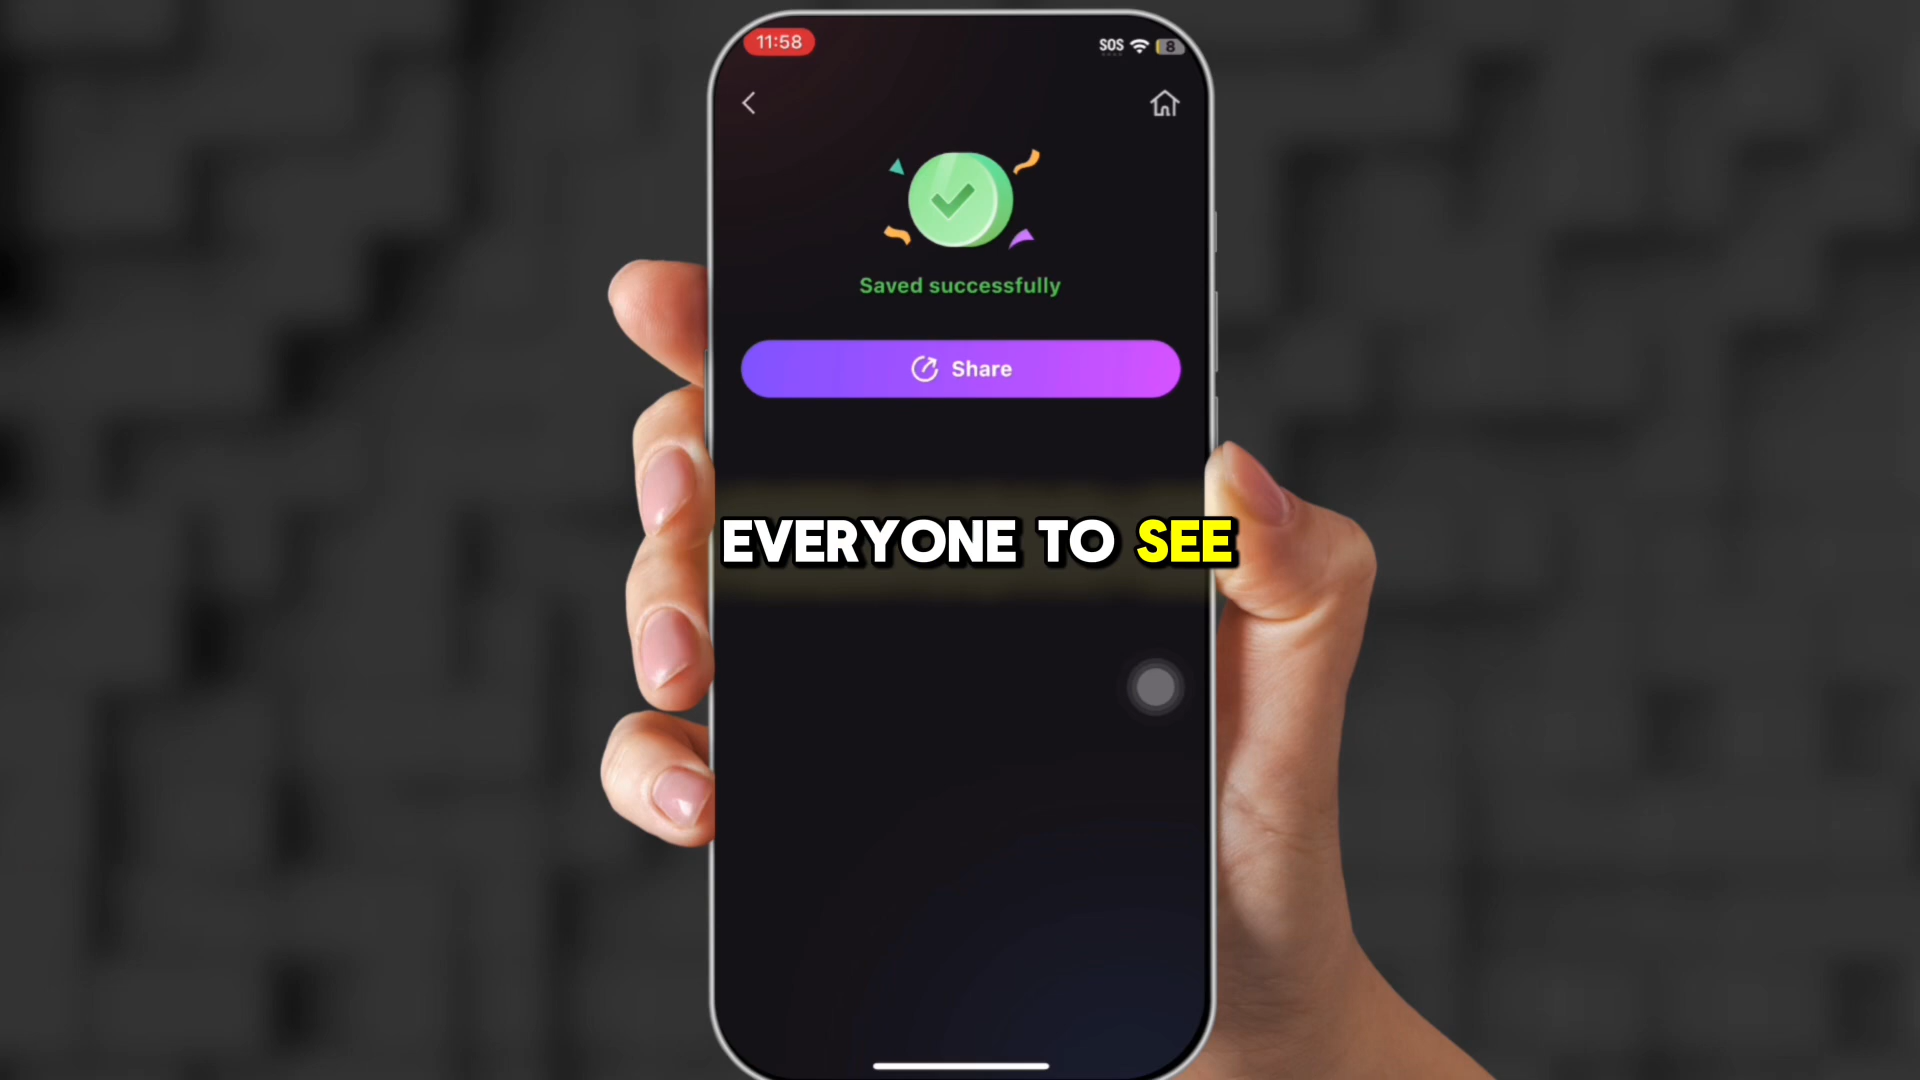 11:58
SOS
8
Saved successfully
Share
EVERYONE TO SEE